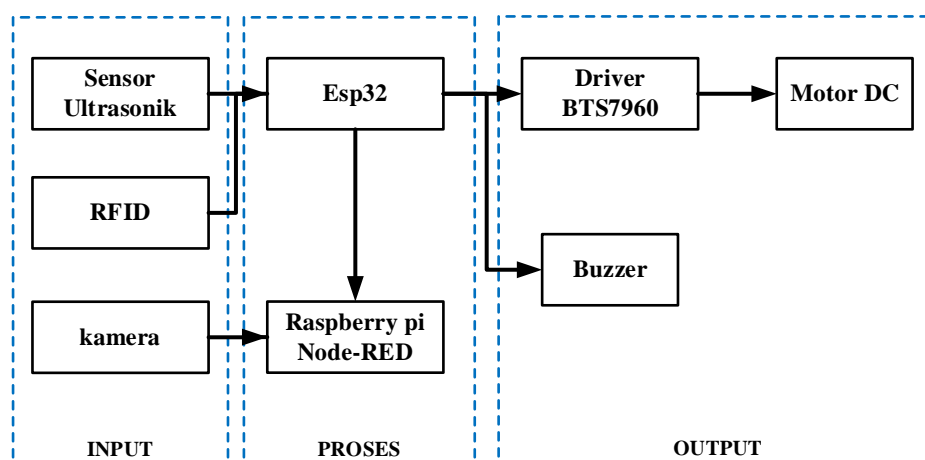 Sensor
Ultrasonik
Esp32
Driver
BTS7960
Motor DC
RFID
Buzzer
kamera
Raspberry pi
Node-RED
INPUT
PROSES
OUTPUT